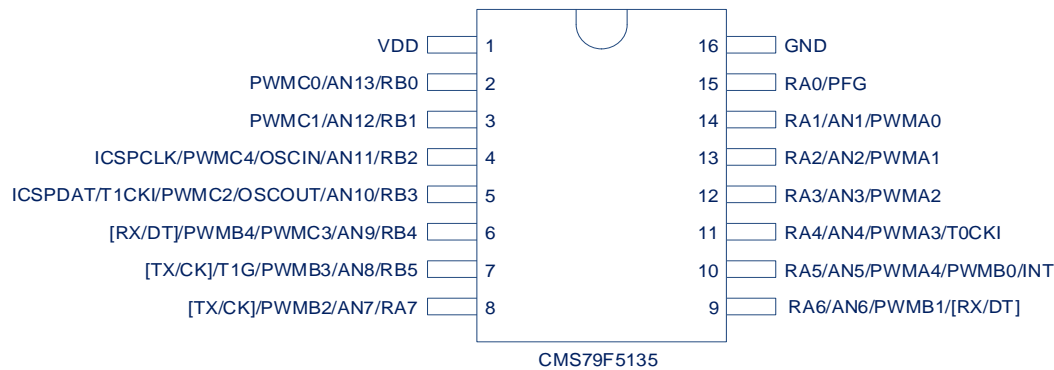 VDD 1 16 GND
PWMC0/AN13/RB0 2 15 RA0/PFG
PWMC1/AN12/RB1 3 14 RA1/AN1/PWMA0
ICSPCLK/PWMC4/OSCIN/AN11/RB2 4 13 RA2/AN2/PWMA1
ICSPDAT/T1CKI/PWMC2/OSCOUT/AN10/RB3 5 12 RA3/AN3/PWMA2
[RX/DT]/PWMB4/PWMC3/AN9/RB4 6 11 RA4/AN4/PWMA3/T0CKI
[TX/CK]/T1G/PWMB3/AN8/RB5 7 10 RA5/AN5/PWMA4/PWMB0/INT
[TX/CK]/PWMB2/AN7/RA7 8 9 RA6/AN6/PWMB1/[RX/DT]
CMS79F5135